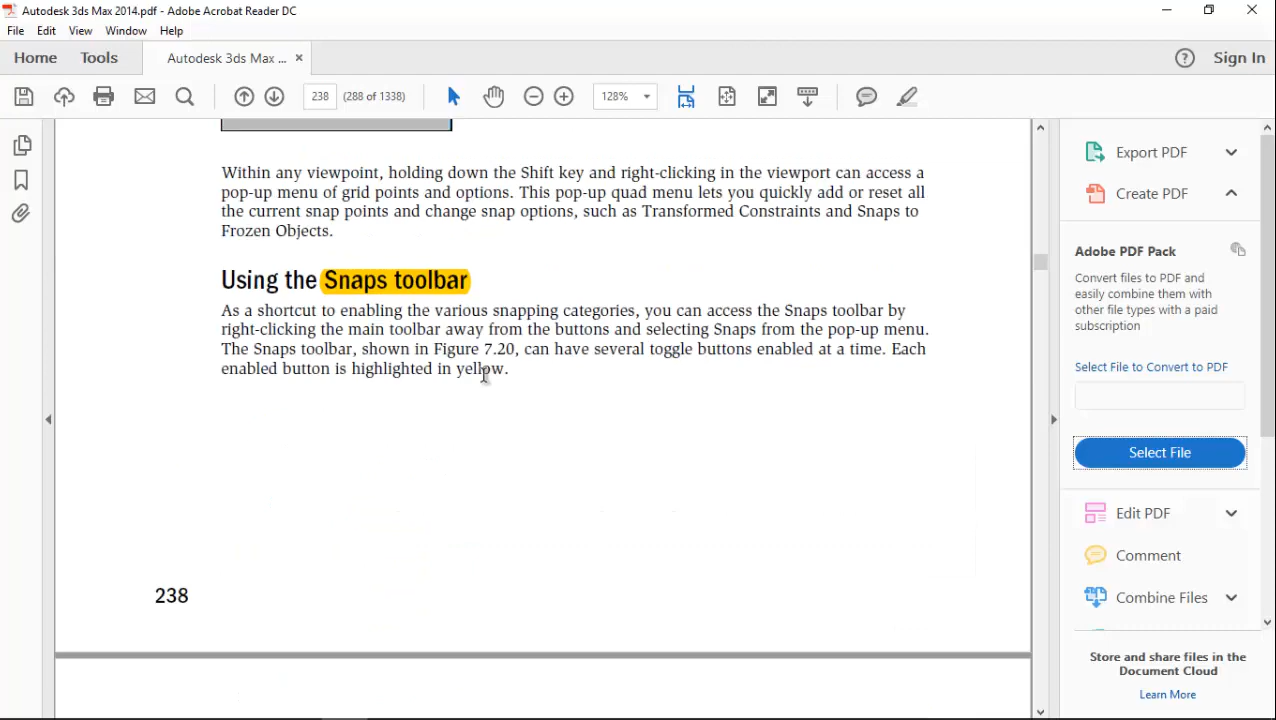 Autodesk 3ds Max 2014.pdf - Adobe Acrobat Reader DC
File Edit View Window Help
Home Tools Autodesk 3ds Max ... × ? Sign In
238 (288 of 1338) 128%
Within any viewpoint, holding down the Shift key and right-clicking in the viewport can access a
pop-up menu of grid points and options. This pop-up quad menu lets you quickly add or reset all
the current snap points and change snap options, such as Transformed Constraints and Snaps to
Frozen Objects.
Using the Snaps toolbar
As a shortcut to enabling the various snapping categories, you can access the Snaps toolbar by
right-clicking the main toolbar away from the buttons and selecting Snaps from the pop-up menu.
The Snaps toolbar, shown in Figure 7.20, can have several toggle buttons enabled at a time. Each
enabled button is highlighted in yellow.
238
Export PDF
Create PDF
Adobe PDF Pack
Convert files to PDF and
easily combine them with
other file types with a paid
subscription
Select File to Convert to PDF
Select File
Edit PDF
Comment
Combine Files
Store and share files in the
Document Cloud
Learn More